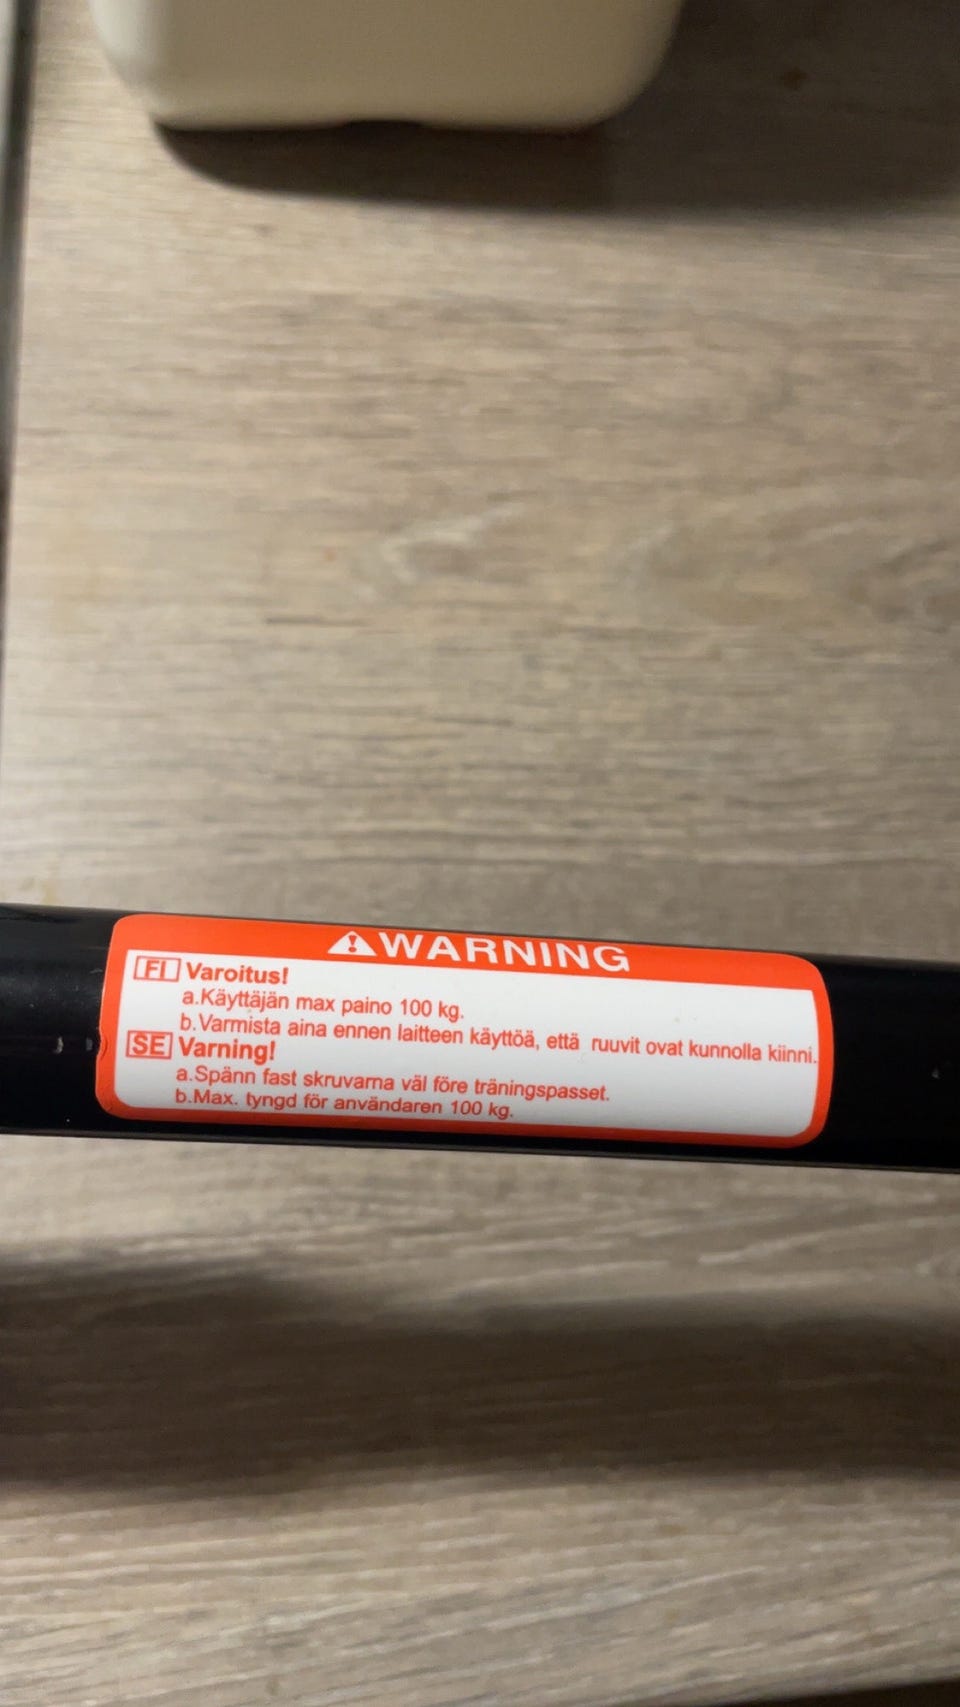 WARNING
FI Varoitus!
a.Käyttäjän max paino 100 kg.
b.Varmista aina ennen laitteen käyttöä, että ruuvit ovat kunnolla kiinni.
SE Varning!
a.Spänn fast skruvarna väl före träningspasset.
b.Max. tyngd för användaren 100 kg.